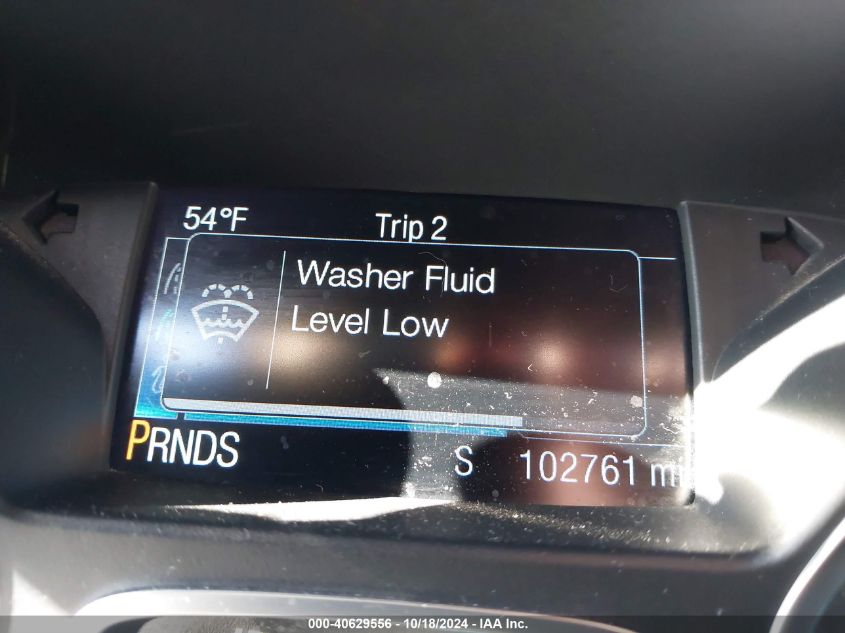 54°F Trip 2
Washer Fluid
Level Low
PRNDS S 102761 mi
000-40629556 - 10/18/2024 - IAA Inc.